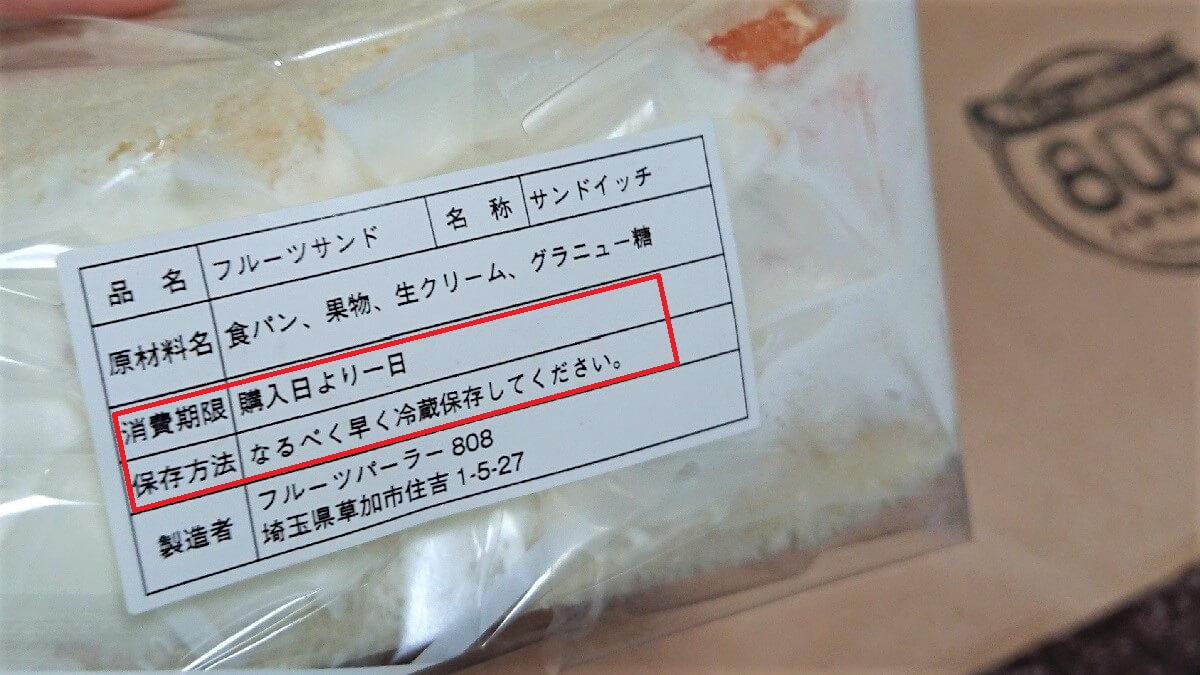 品 名 フルーツサンド 名 称 サンドイッチ
原材料名 食パン、果物、生クリーム、グラニュー糖
消費期限 購入日より一日
保存方法 なるべく早く冷蔵保存してください。
製造者 フルーツパーラー 808
埼玉県草加市住吉 1-5-27
808